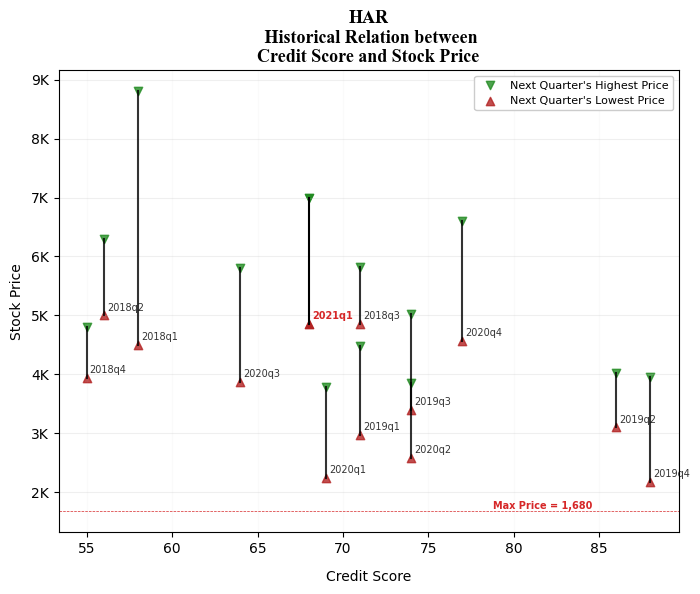 HAR
Historical Relation between
Credit Score and Stock Price
Next Quarter's Highest Price
Next Quarter's Lowest Price
Stock Price
9K
8K
7K
6K
5K
4K
3K
2K
2018q2
2018q1
2018q4
2020q3
2021q1
2018q3
2020q4
2019q1
2019q3
2020q2
2020q1
2019q2
2019q4
Max Price = 1,680
55 60 65 70 75 80 85
Credit Score